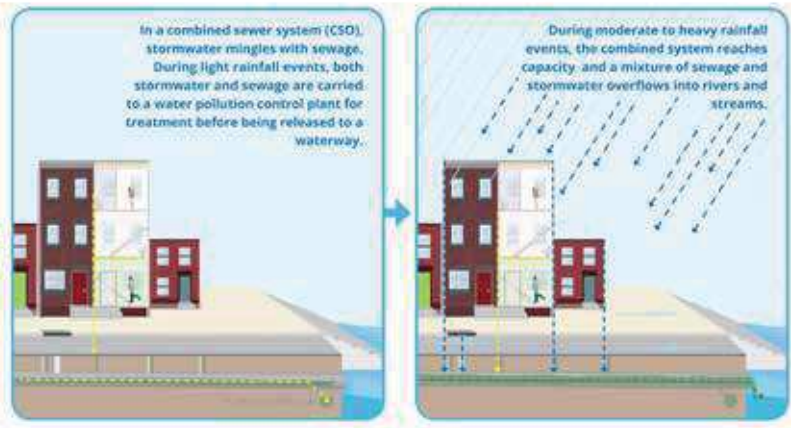 In a combined sewer system (CSO),
stormwater mingles with sewage.
During light rainfall events, both
stormwater and sewage are carried
to a water pollution control plant for
treatment before being released to a
waterway.
During moderate to heavy rainfall
events, the combined system reaches
capacity and a mixture of sewage and
stormwater overflows into rivers and
streams.